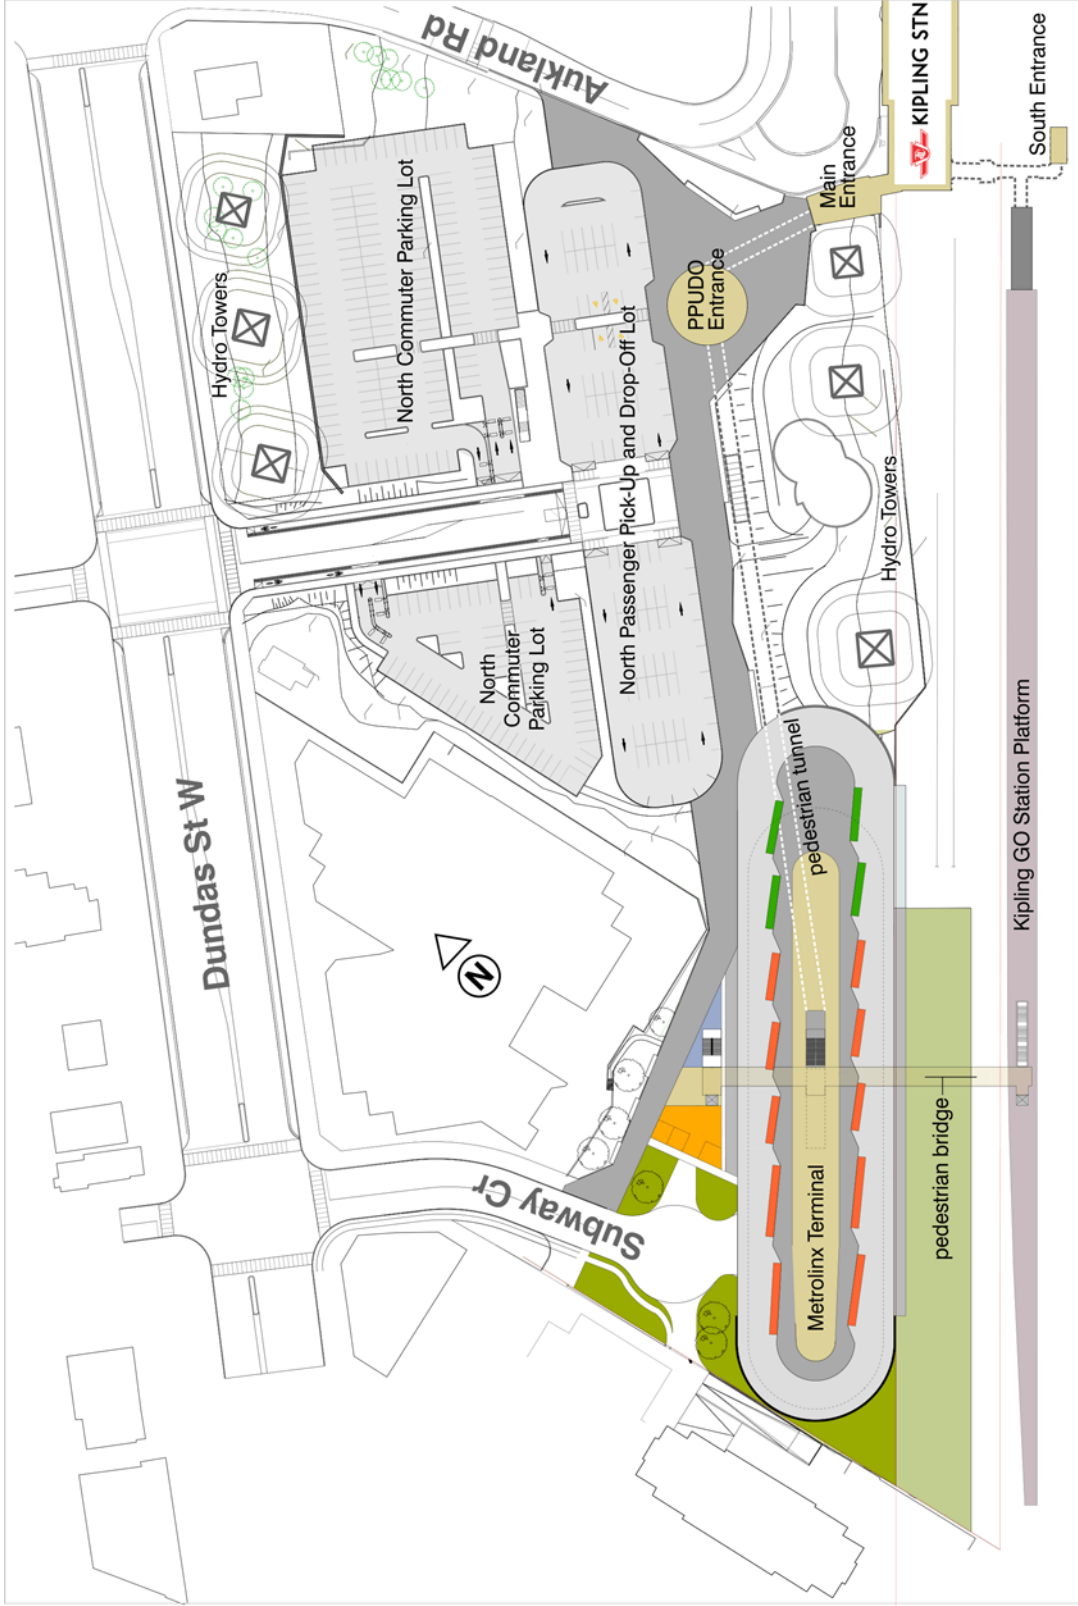 Aukland Rd
KIPLING STN
South Entrance
Main
Entrance
PPUDO
Entrance
Hydro Towers
North Commuter Parking Lot
North Passenger Pick-Up and Drop-Off Lot
Hydro Towers
North
Commuter
Parking Lot
Dundas St W
N
pedestrian tunnel
Kipling GO Station Platform
Subway Cr
Metrolinx Terminal
pedestrian bridge